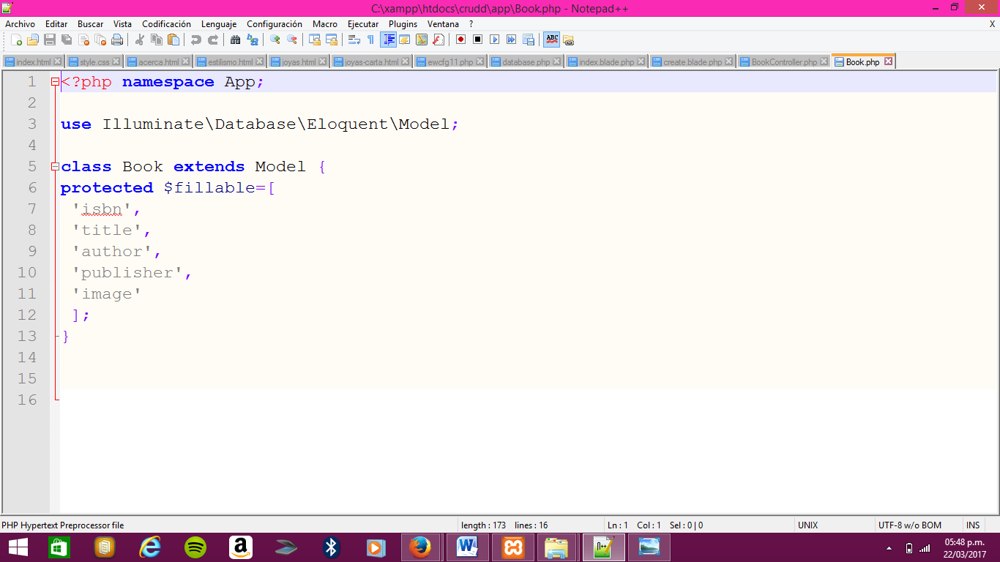 C:\xampp\htdocs\crudd\app\Book.php - Notepad++
Archivo Editar Buscar Vista Codificación Lenguaje Configuración Macro Ejecutar Plugins Ventana ? X
ABC
index.html style.css acerca.html estilismo.html joyas.html joyas-carta.html ewcfg11.php database.php index.blade.php create.blade.php BookController.php Book.php
1 <?php namespace App;
2
3 use Illuminate\Database\Eloquent\Model;
4
5 class Book extends Model {
6 protected $fillable=[
7 'isbn',
8 'title',
9 'author',
10 'publisher',
11 'image'
12 ];
13 }
14
15
16
PHP Hypertext Preprocessor file length : 173 lines : 16 Ln : 1 Col : 1 Sel : 0 | 0 UNIX UTF-8 w/o BOM INS
05:48 p.m.
22/03/2017